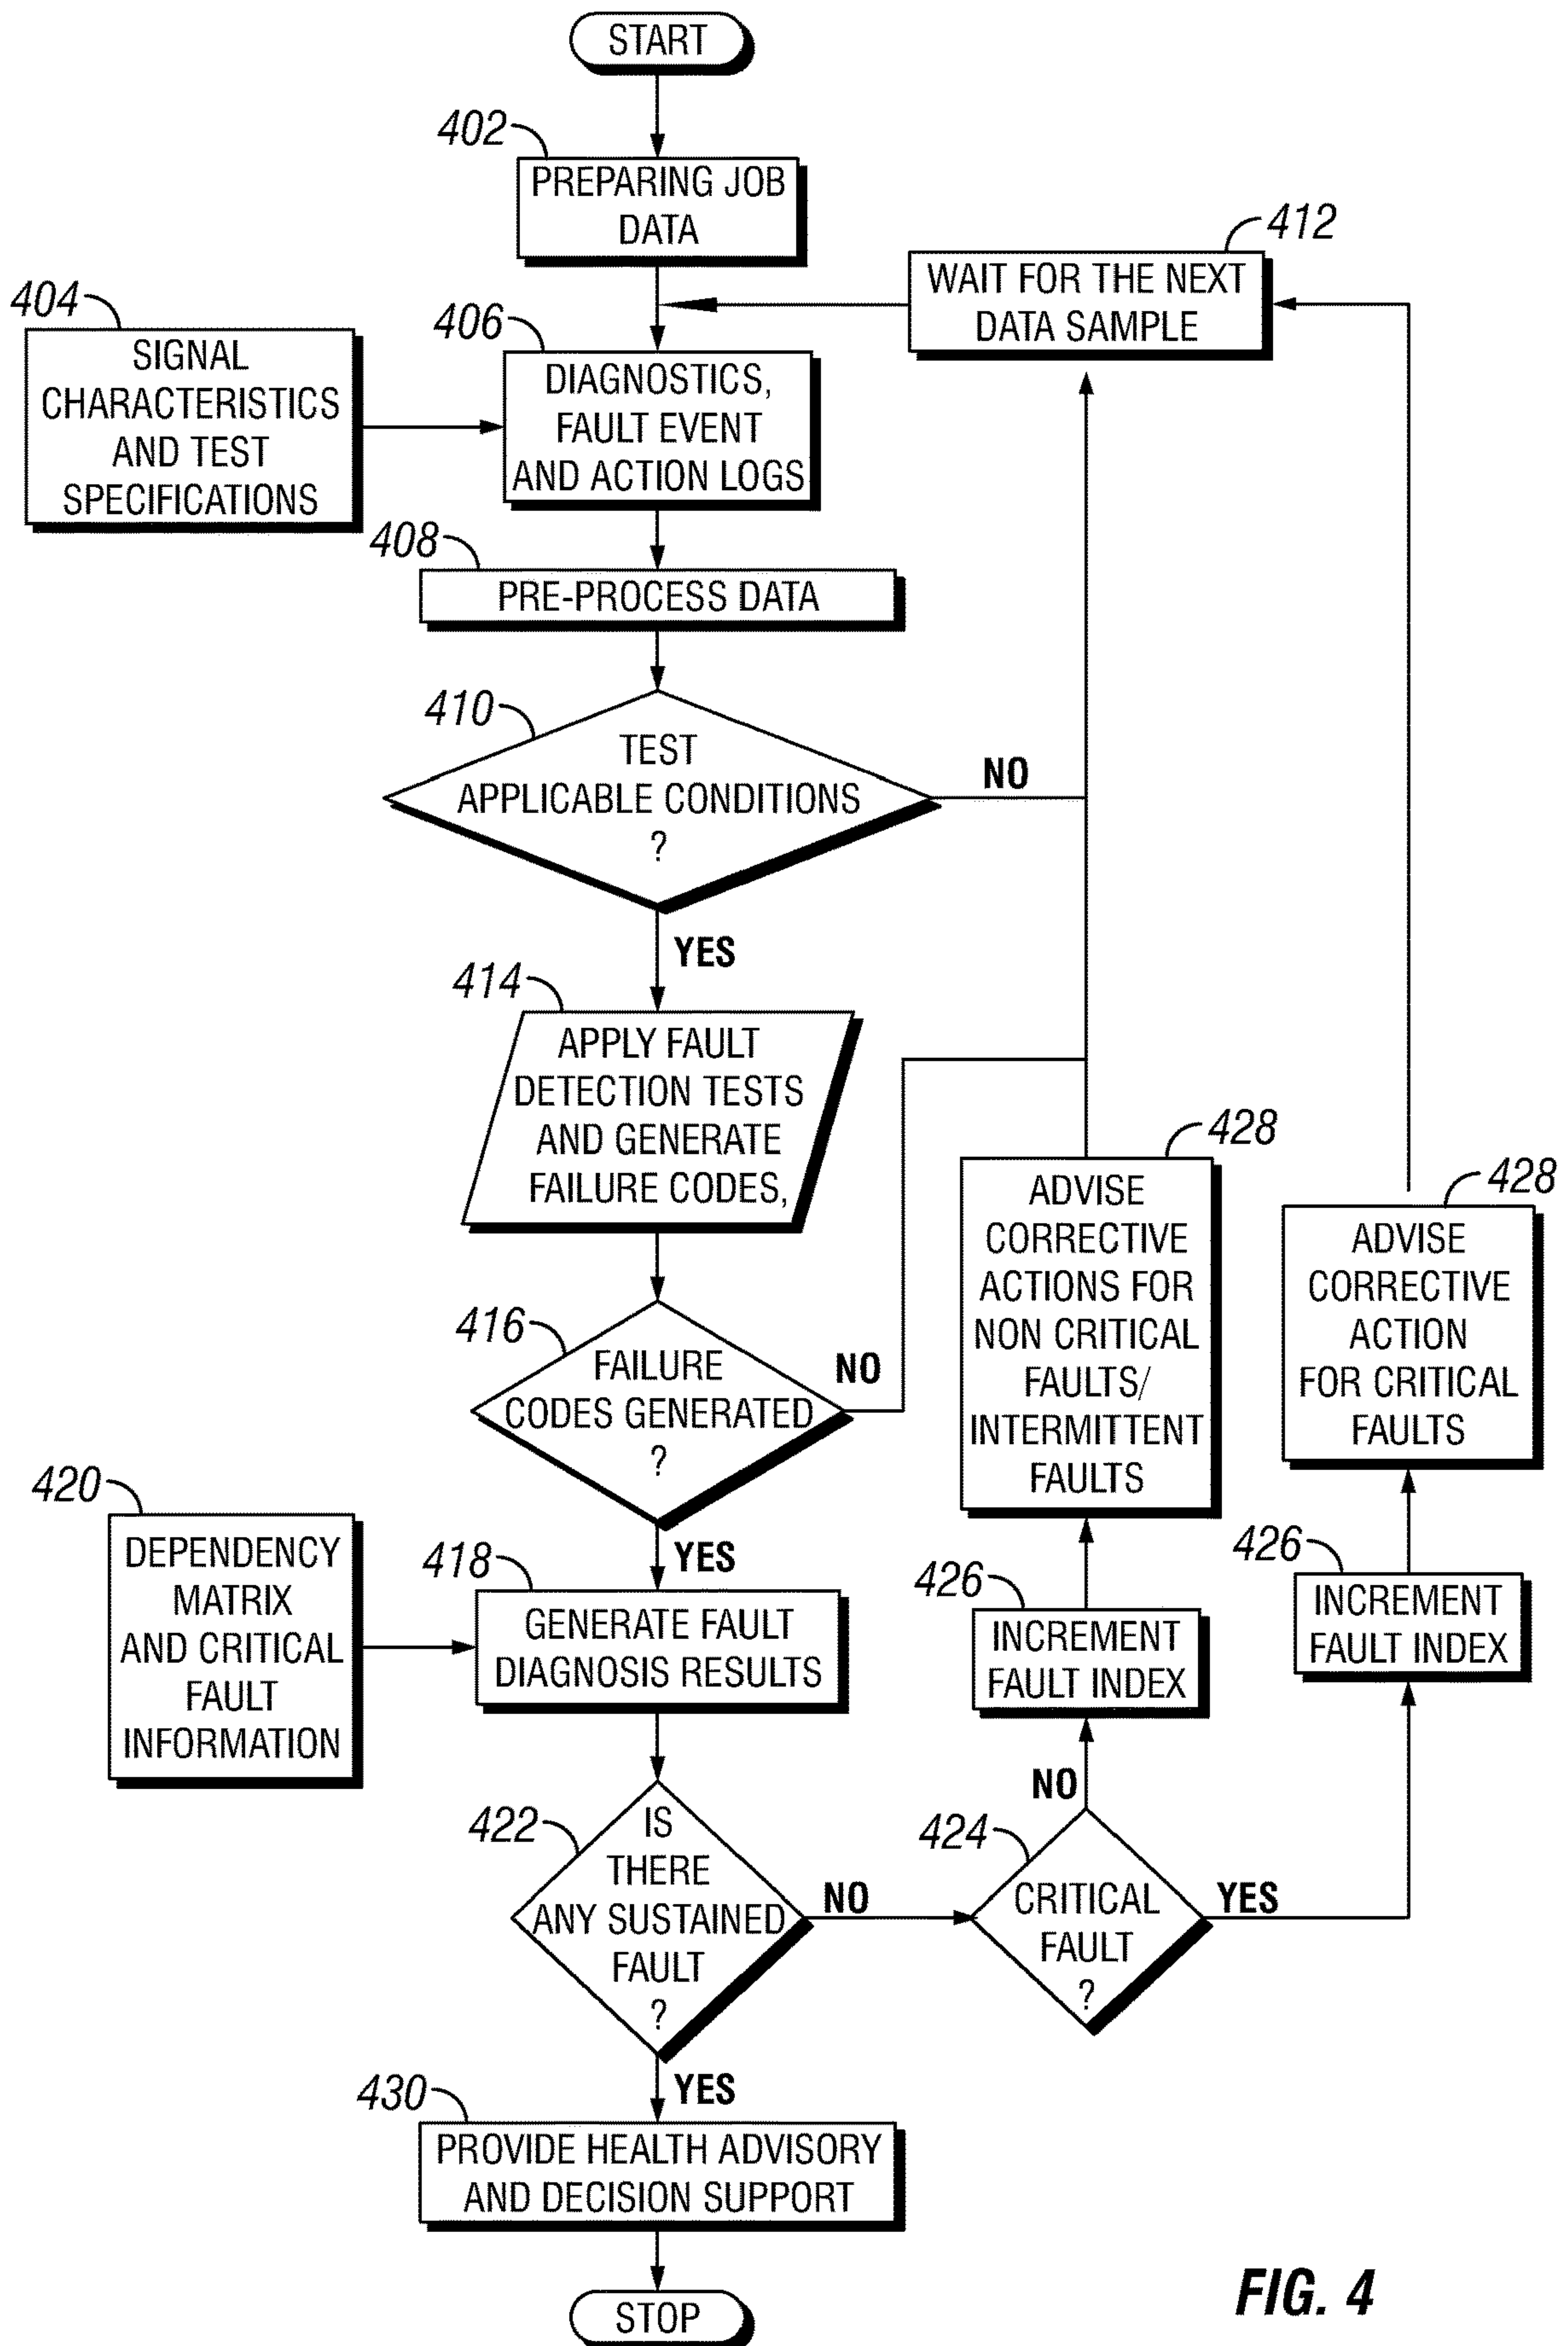 START
402
PREPARING JOB
DATA
412
WAIT FOR THE NEXT
DATA SAMPLE
404
SIGNAL
CHARACTERISTICS
AND TEST
SPECIFICATIONS
406
DIAGNOSTICS,
FAULT EVENT
AND ACTION LOGS
408
PRE-PROCESS DATA
410
TEST
APPLICABLE CONDITIONS
?
NO
YES
414
APPLY FAULT
DETECTION TESTS
AND GENERATE
FAILURE CODES,
416
FAILURE
CODES GENERATED
?
NO
YES
428
ADVISE
CORRECTIVE
ACTIONS FOR
NON CRITICAL
FAULTS/
INTERMITTENT
FAULTS
428
ADVISE
CORRECTIVE
ACTION
FOR CRITICAL
FAULTS
420
DEPENDENCY
MATRIX
AND CRITICAL
FAULT
INFORMATION
418
GENERATE FAULT
DIAGNOSIS RESULTS
426
INCREMENT
FAULT INDEX
426
INCREMENT
FAULT INDEX
422
IS
THERE
ANY SUSTAINED
FAULT
?
NO
YES
424
CRITICAL
FAULT
?
NO
YES
430
PROVIDE HEALTH ADVISORY
AND DECISION SUPPORT
STOP
FIG. 4